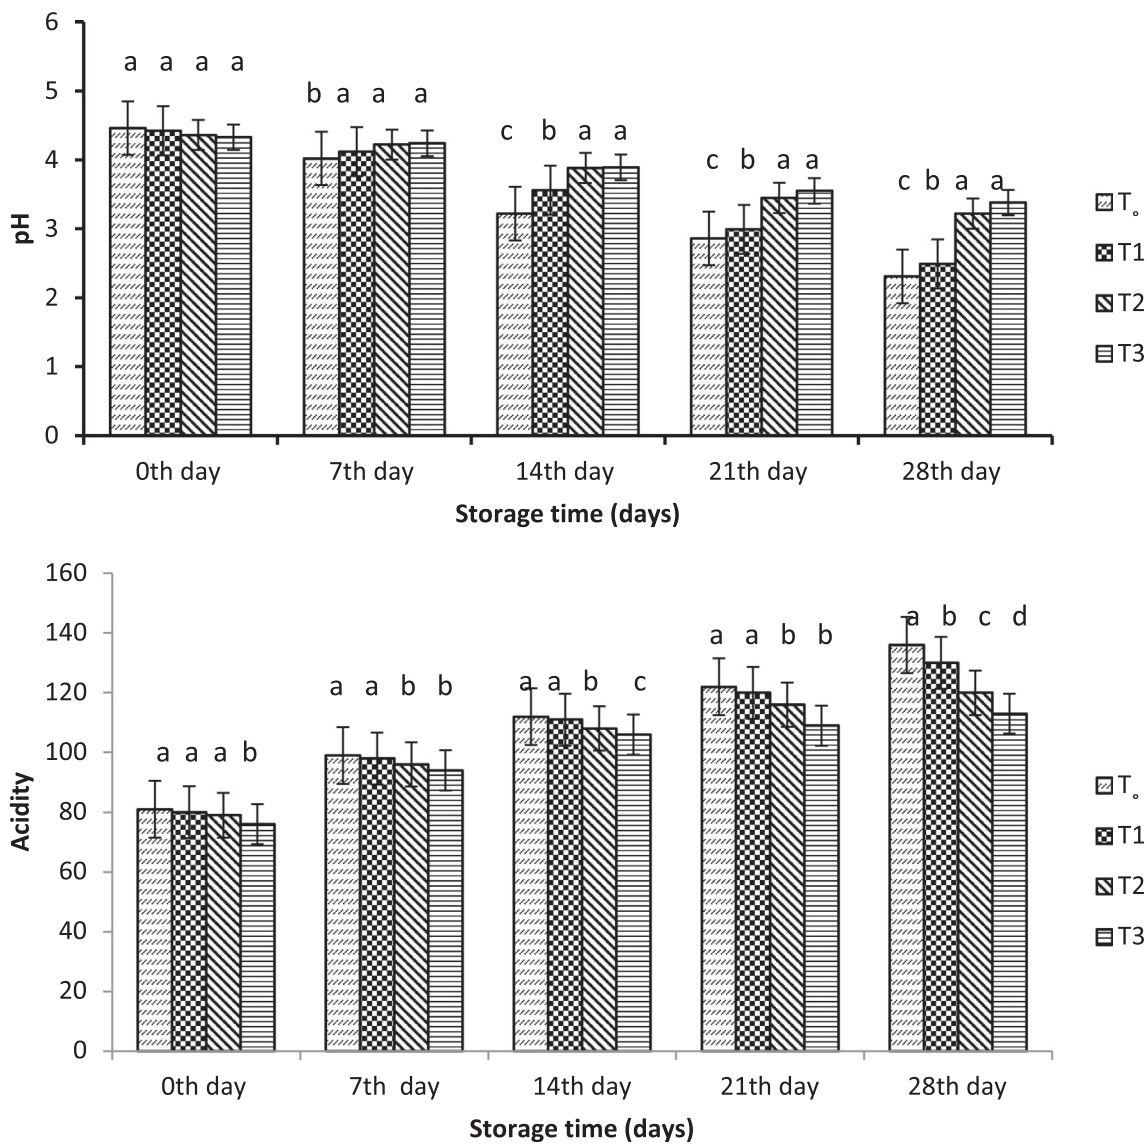 6
5
4
3
2
1
0
pH
a a a a
b a a a
c b a a
c b a a
c b a a
0th day 7th day 14th day 21th day 28th day
Storage time (days)
T°
T1
T2
T3
160
140
120
100
80
60
40
20
0
Acidity
a a a b
a a b b
a a b c
a a b b
a b c d
0th day 7th day 14th day 21th day 28th day
Storage time (days)
T°
T1
T2
T3